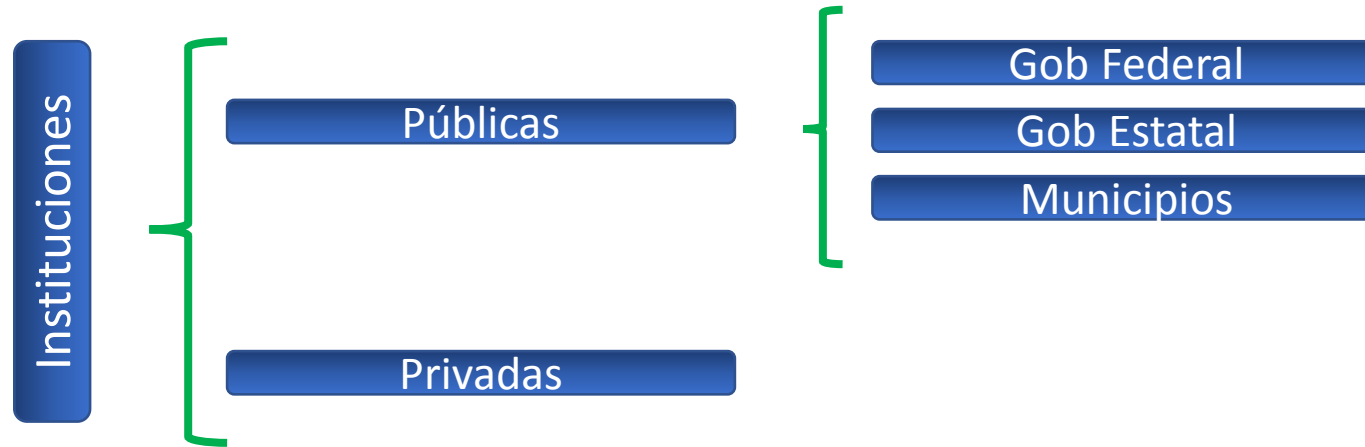 Instituciones
Públicas
Gob Federal
Gob Estatal
Municipios
Privadas